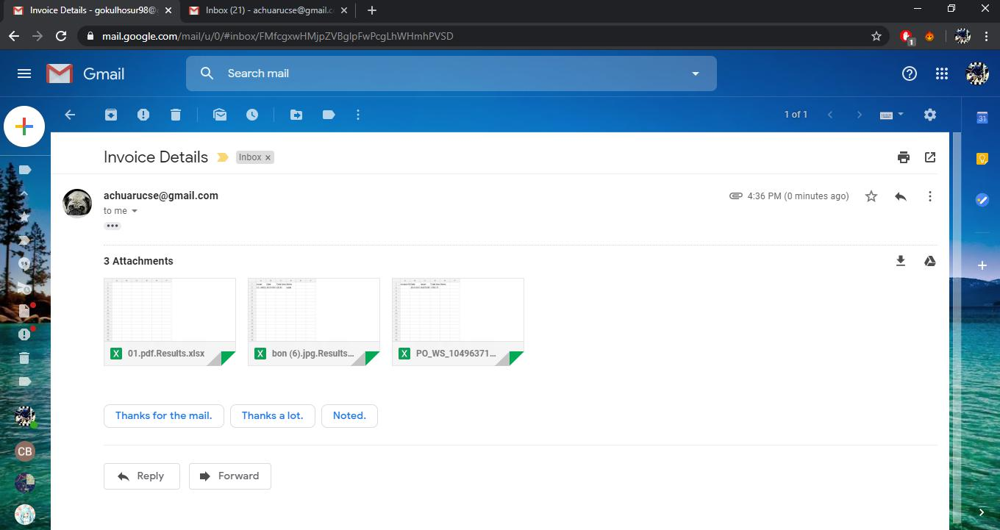 Invoice Details - gokulhosur98@
Inbox (21) - achuarucse@gmail.c
mail.google.com/mail/u/0/#inbox/FMfcgxwHMjpZVBglpFwPcgLhWHmhPVSD
1
Gmail
Search mail
1 of 1
31
Invoice Details
Inbox ×
achuarucse@gmail.com
4:36 PM (0 minutes ago)
to me
3 Attachments
X 01.pdf.Results.xlsx
X bon (6).jpg.Results...
X PO_WS_10496371...
Thanks for the mail.
Thanks a lot.
Noted.
CB
Reply
Forward